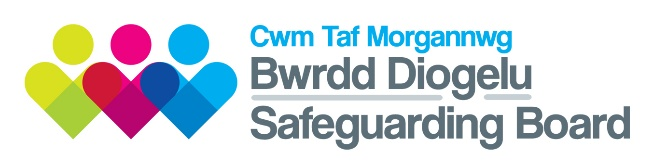 Cwm Taf Morgannwg
Bwrdd Diogelu
Safeguarding Board